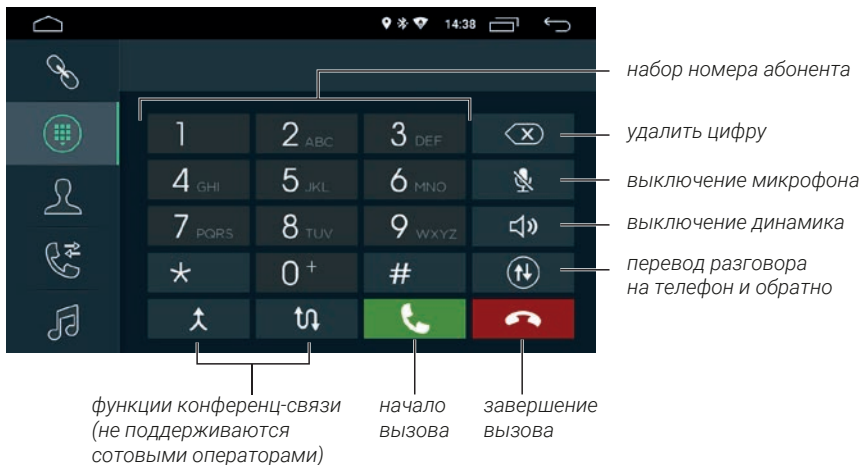 14:38
набор номера абонента
1 2 ABC 3 DEF
удалить цифру
4 GHI 5 JKL 6 MNO
выключение микрофона
7 PQRS 8 TUV 9 WXYZ
выключение динамика
* 0 + #
перевод разговора
на телефон и обратно
функции конференц-связи
(не поддерживаются
сотовыми операторами)
начало
вызова
завершение
вызова